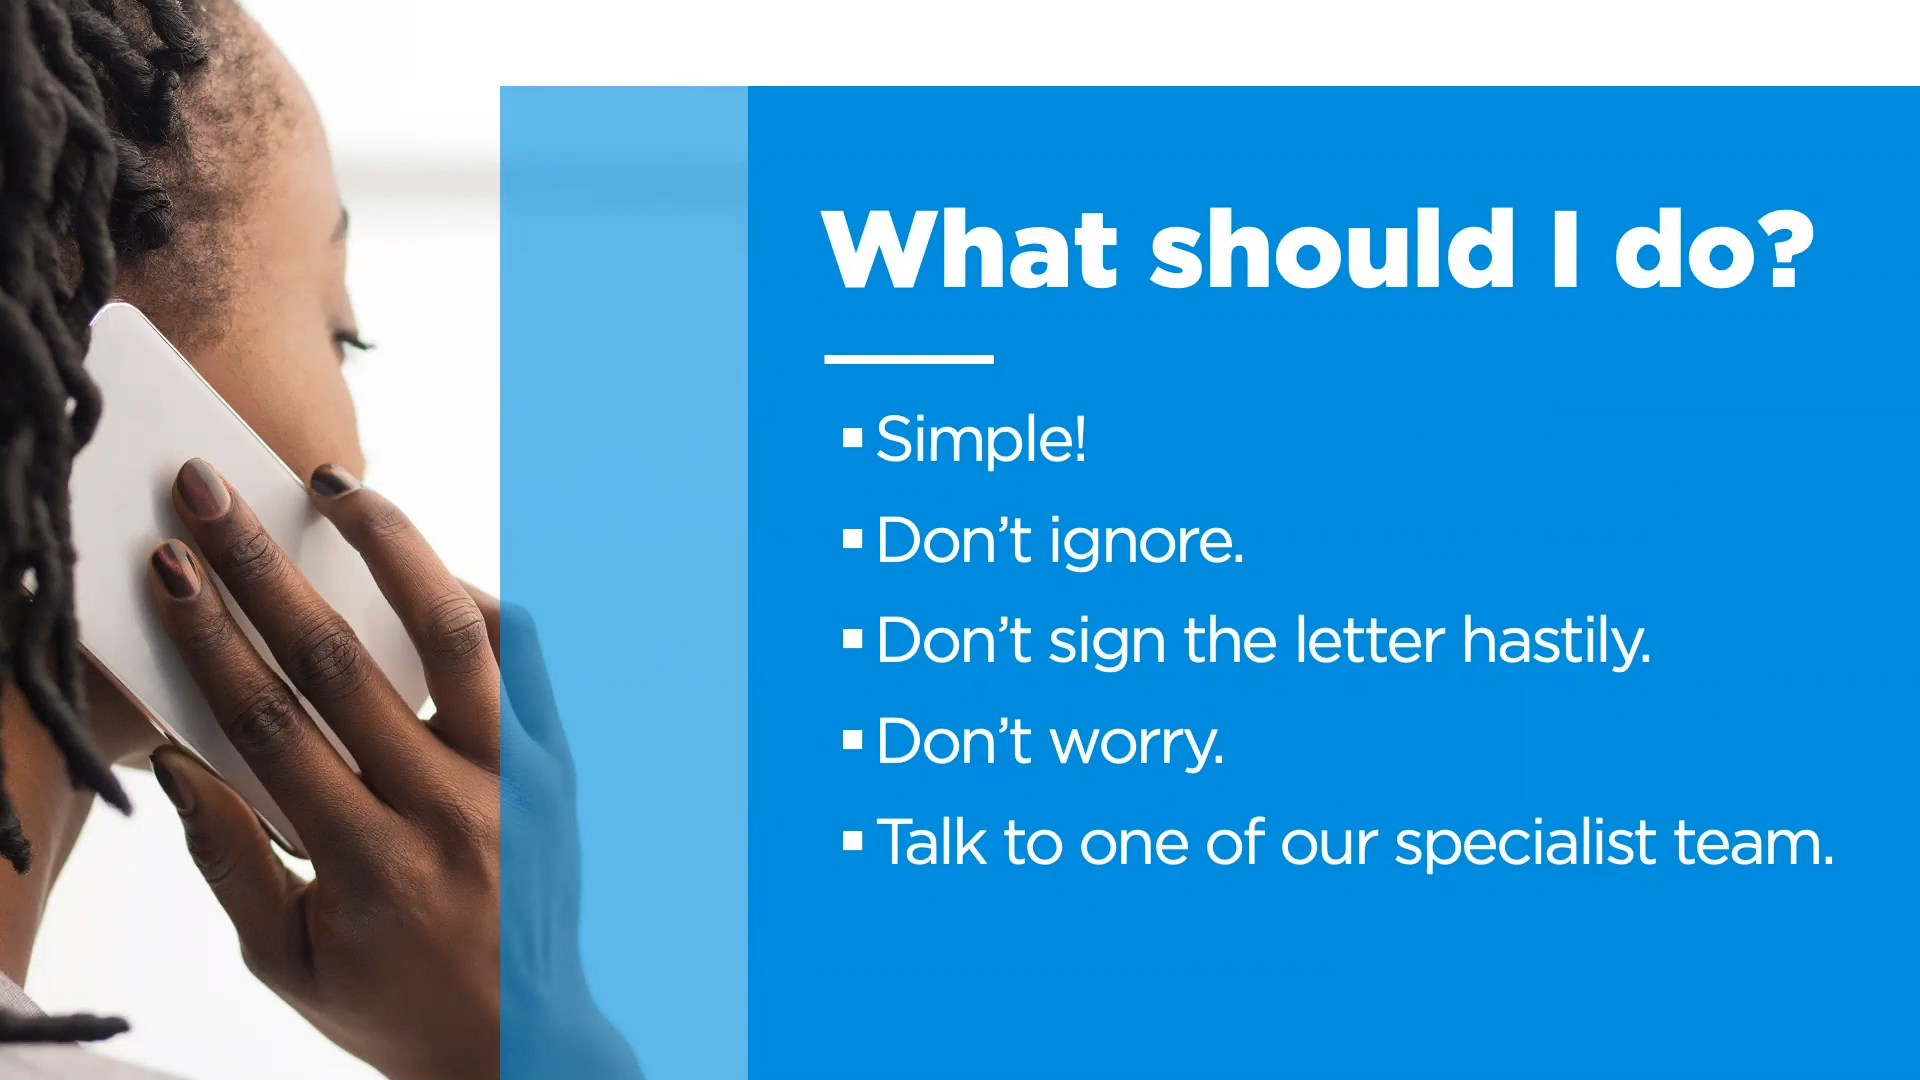 What should I do?
▪ Simple!
▪ Don’t ignore.
▪ Don’t sign the letter hastily.
▪ Don’t worry.
▪ Talk to one of our specialist team.